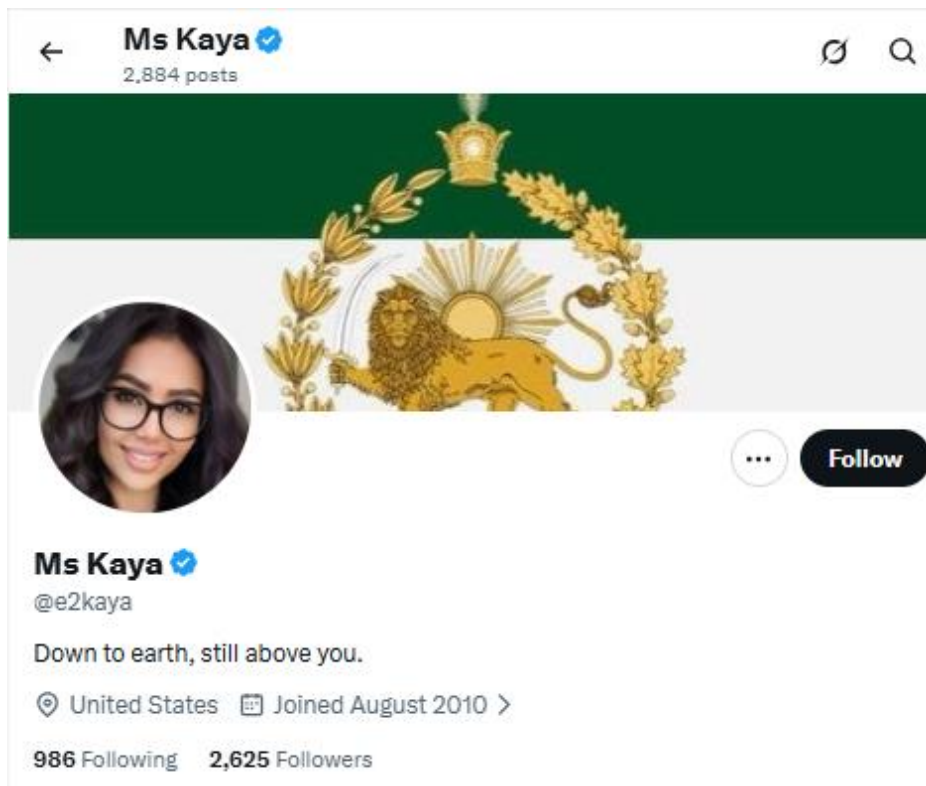 Ms Kaya
2,884 posts
Follow
Ms Kaya
@e2kaya
Down to earth, still above you.
United States Joined August 2010
986 Following 2,625 Followers